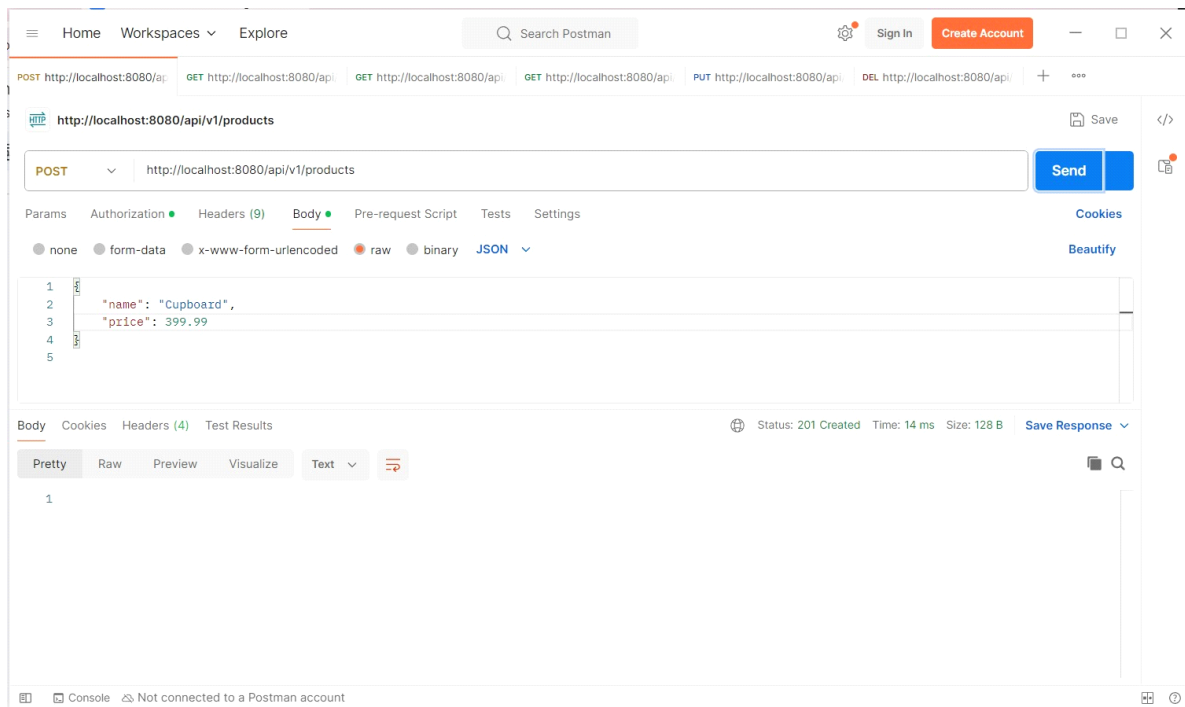 Home Workspaces Explore Search Postman Sign In Create Account
POST http://localhost:8080/ap GET http://localhost:8080/api GET http://localhost:8080/api GET http://localhost:8080/api PUT http://localhost:8080/api DEL http://localhost:8080/api
HTTP http://localhost:8080/api/v1/products Save </>
POST http://localhost:8080/api/v1/products Send
Params Authorization Headers (9) Body Pre-request Script Tests Settings Cookies
none form-data x-www-form-urlencoded raw binary JSON Beautify
1 {
2 "name": "Cupboard",
3 "price": 399.99
4 }
5
Body Cookies Headers (4) Test Results Status: 201 Created Time: 14 ms Size: 128 B Save Response
Pretty Raw Preview Visualize Text
1
Console Not connected to a Postman account